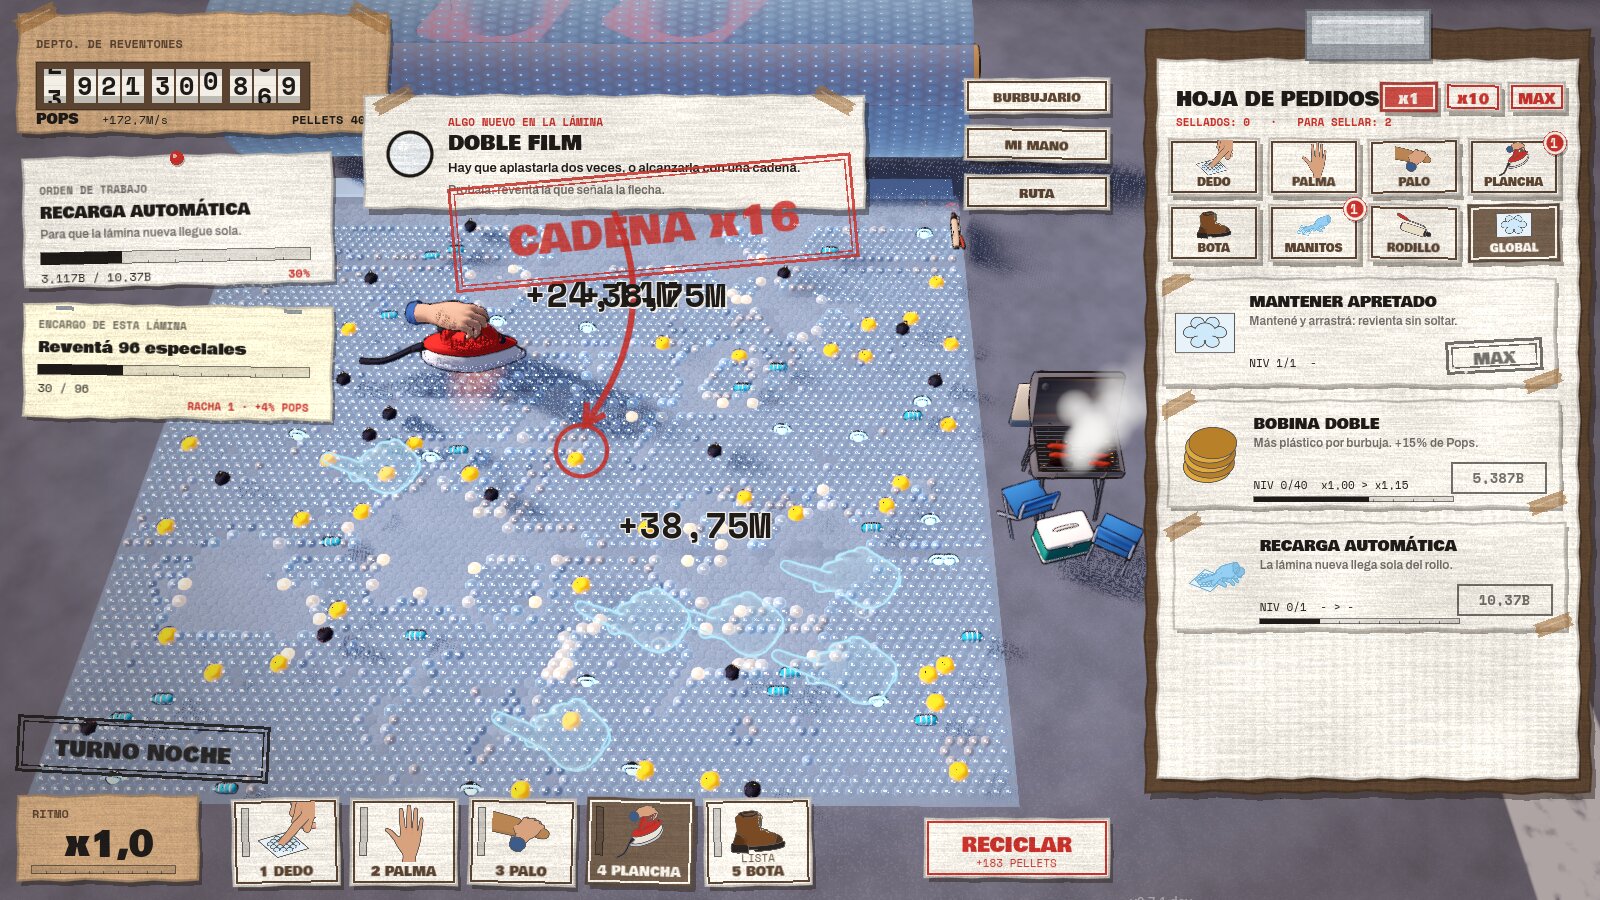 DEPTO. DE REVENTONES
3 921 300 869
POPS +172,7M/s PELLETS 40
ORDEN DE TRABAJO
RECARGA AUTOMÁTICA
Para que la lámina nueva llegue sola.
3,117B / 10,37B 30%
ENCARGO DE ESTA LÁMINA
Reventá 96 especiales
30 / 96
RACHA 1 · +4% POPS
ALGO NUEVO EN LA LÁMINA
DOBLE FILM
Hay que aplastarla dos veces, o alcanzarla con una cadena.
Probala: reventá la que señala la flecha.
CADENA x16
+38,75M
+38,75M
BURBUJARIO
MI MANO
RUTA
HOJA DE PEDIDOS x1 x10 MAX
SELLADOS: 0 · PARA SELLAR: 2
DEDO PALMA PALO PLANCHA 1
BOTA MANITOS 1 RODILLO GLOBAL
MANTENER APRETADO
Mantené y arrastrá: revienta sin soltar.
NIV 1/1 - MAX
BOBINA DOBLE
Más plástico por burbuja. +15% de Pops.
NIV 0/40 x1,00 > x1,15 5,387B
RECARGA AUTOMÁTICA
La lámina nueva llega sola del rollo.
NIV 0/1 - > - 10,37B
TURNO NOCHE
RITMO
x1,0
1 DEDO
2 PALMA
3 PALO
4 PLANCHA
LISTA
5 BOTA
RECICLAR
+183 PELLETS